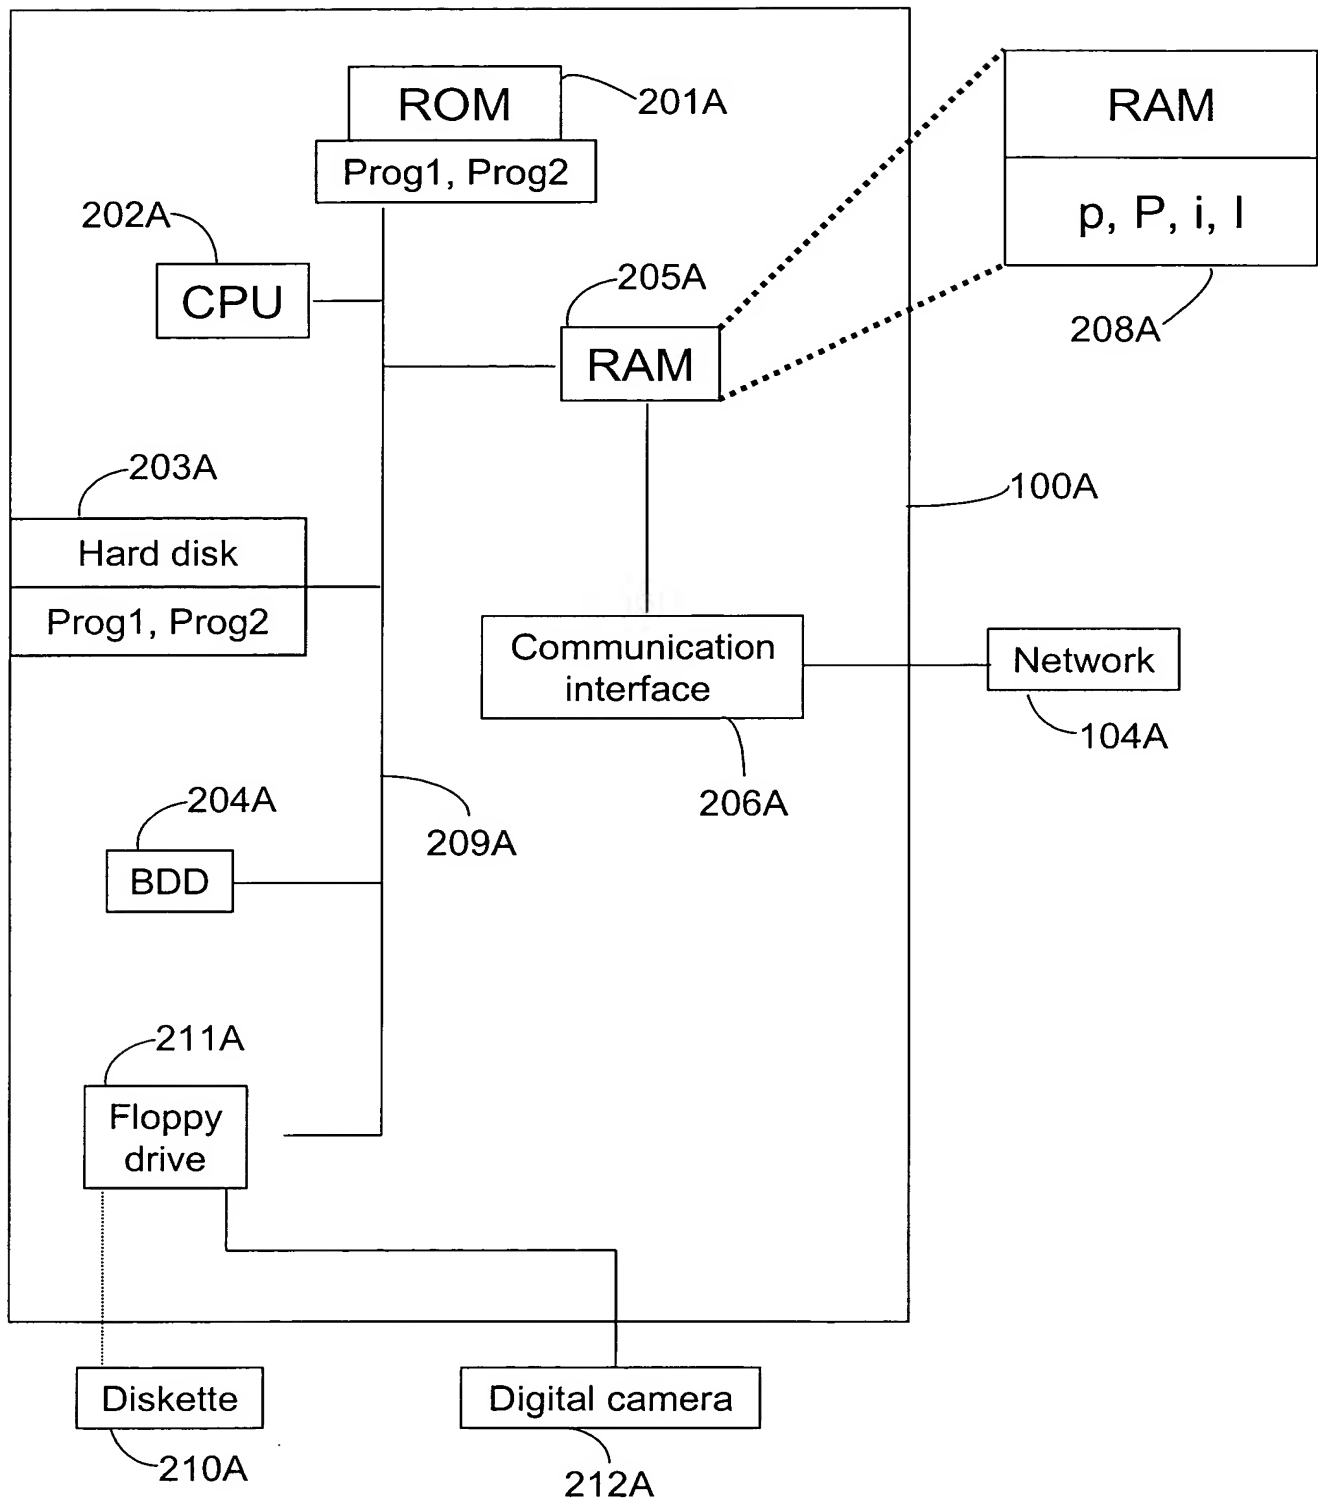 ROM
201A
RAM
Prog1, Prog2
p, P, i, I
202A
CPU
205A
RAM
208A
203A
100A
Hard disk
Prog1, Prog2
Communication
interface
Network
104A
204A
206A
209A
BDD
211A
Floppy
drive
Diskette
Digital camera
210A
212A